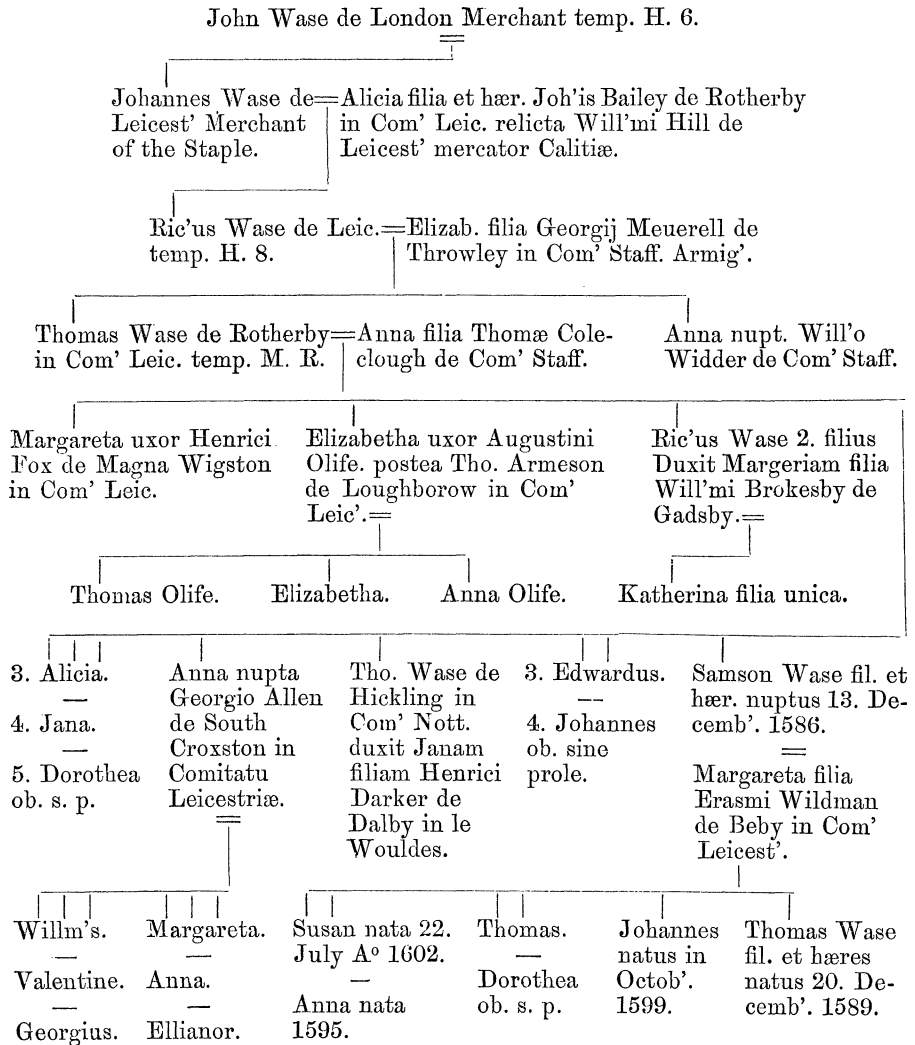 John Wase de London Merchant temp. H. 6.
Johannes Wase de=Alicia filia et hær. Joh'is Bailey de Rotherby
Leicest' Merchant in Com' Leic. relicta Will'mi Hill de
of the Staple. Leicest' mercator Calitiæ.
Ric'us Wase de Leic.=Elizab. filia Georgij Meuerell de
temp. H. 8. Throwley in Com' Staff. Armig'.
Thomas Wase de Rotherby=Anna filia Thomæ Cole-
in Com' Leic. temp. M. R. clough de Com' Staff.
Anna nupt. Will'o
Widder de Com' Staff.
Margareta uxor Henrici
Fox de Magna Wigston
in Com' Leic.
Elizabetha uxor Augustini
Olife. postea Tho. Armeson
de Loughborow in Com'
Leic'.=
Ric'us Wase 2. filius
Duxit Margeriam filia
Will'mi Brokesby de
Gadsby.=
Thomas Olife. Elizabetha. Anna Olife. Katherina filia unica.
3. Alicia.
—
4. Jana.
—
5. Dorothea
ob. s. p.
Anna nupta
Georgio Allen
de South
Croxston in
Comitatu
Leicestriæ.
Tho. Wase de
Hickling in
Com' Nott.
duxit Janam
filiam Henrici
Darker de
Dalby in le
Wouldes.
3. Edwardus.
—
4. Johannes
ob. sine
prole.
Samson Wase fil. et
hær. nuptus 13. De-
cemb'. 1586.
=
Margareta filia
Erasmi Wildman
de Beby in Com'
Leicest'.
Willm's.
—
Valentine.
—
Georgius.
Margareta.
—
Anna.
—
Ellianor.
Susan nata 22.
July Aº 1602.
—
Anna nata
1595.
Thomas.
—
Dorothea
ob. s. p.
Johannes
natus in
Octob'.
1599.
Thomas Wase
fil. et hæres
natus 20. De-
cemb'. 1589.